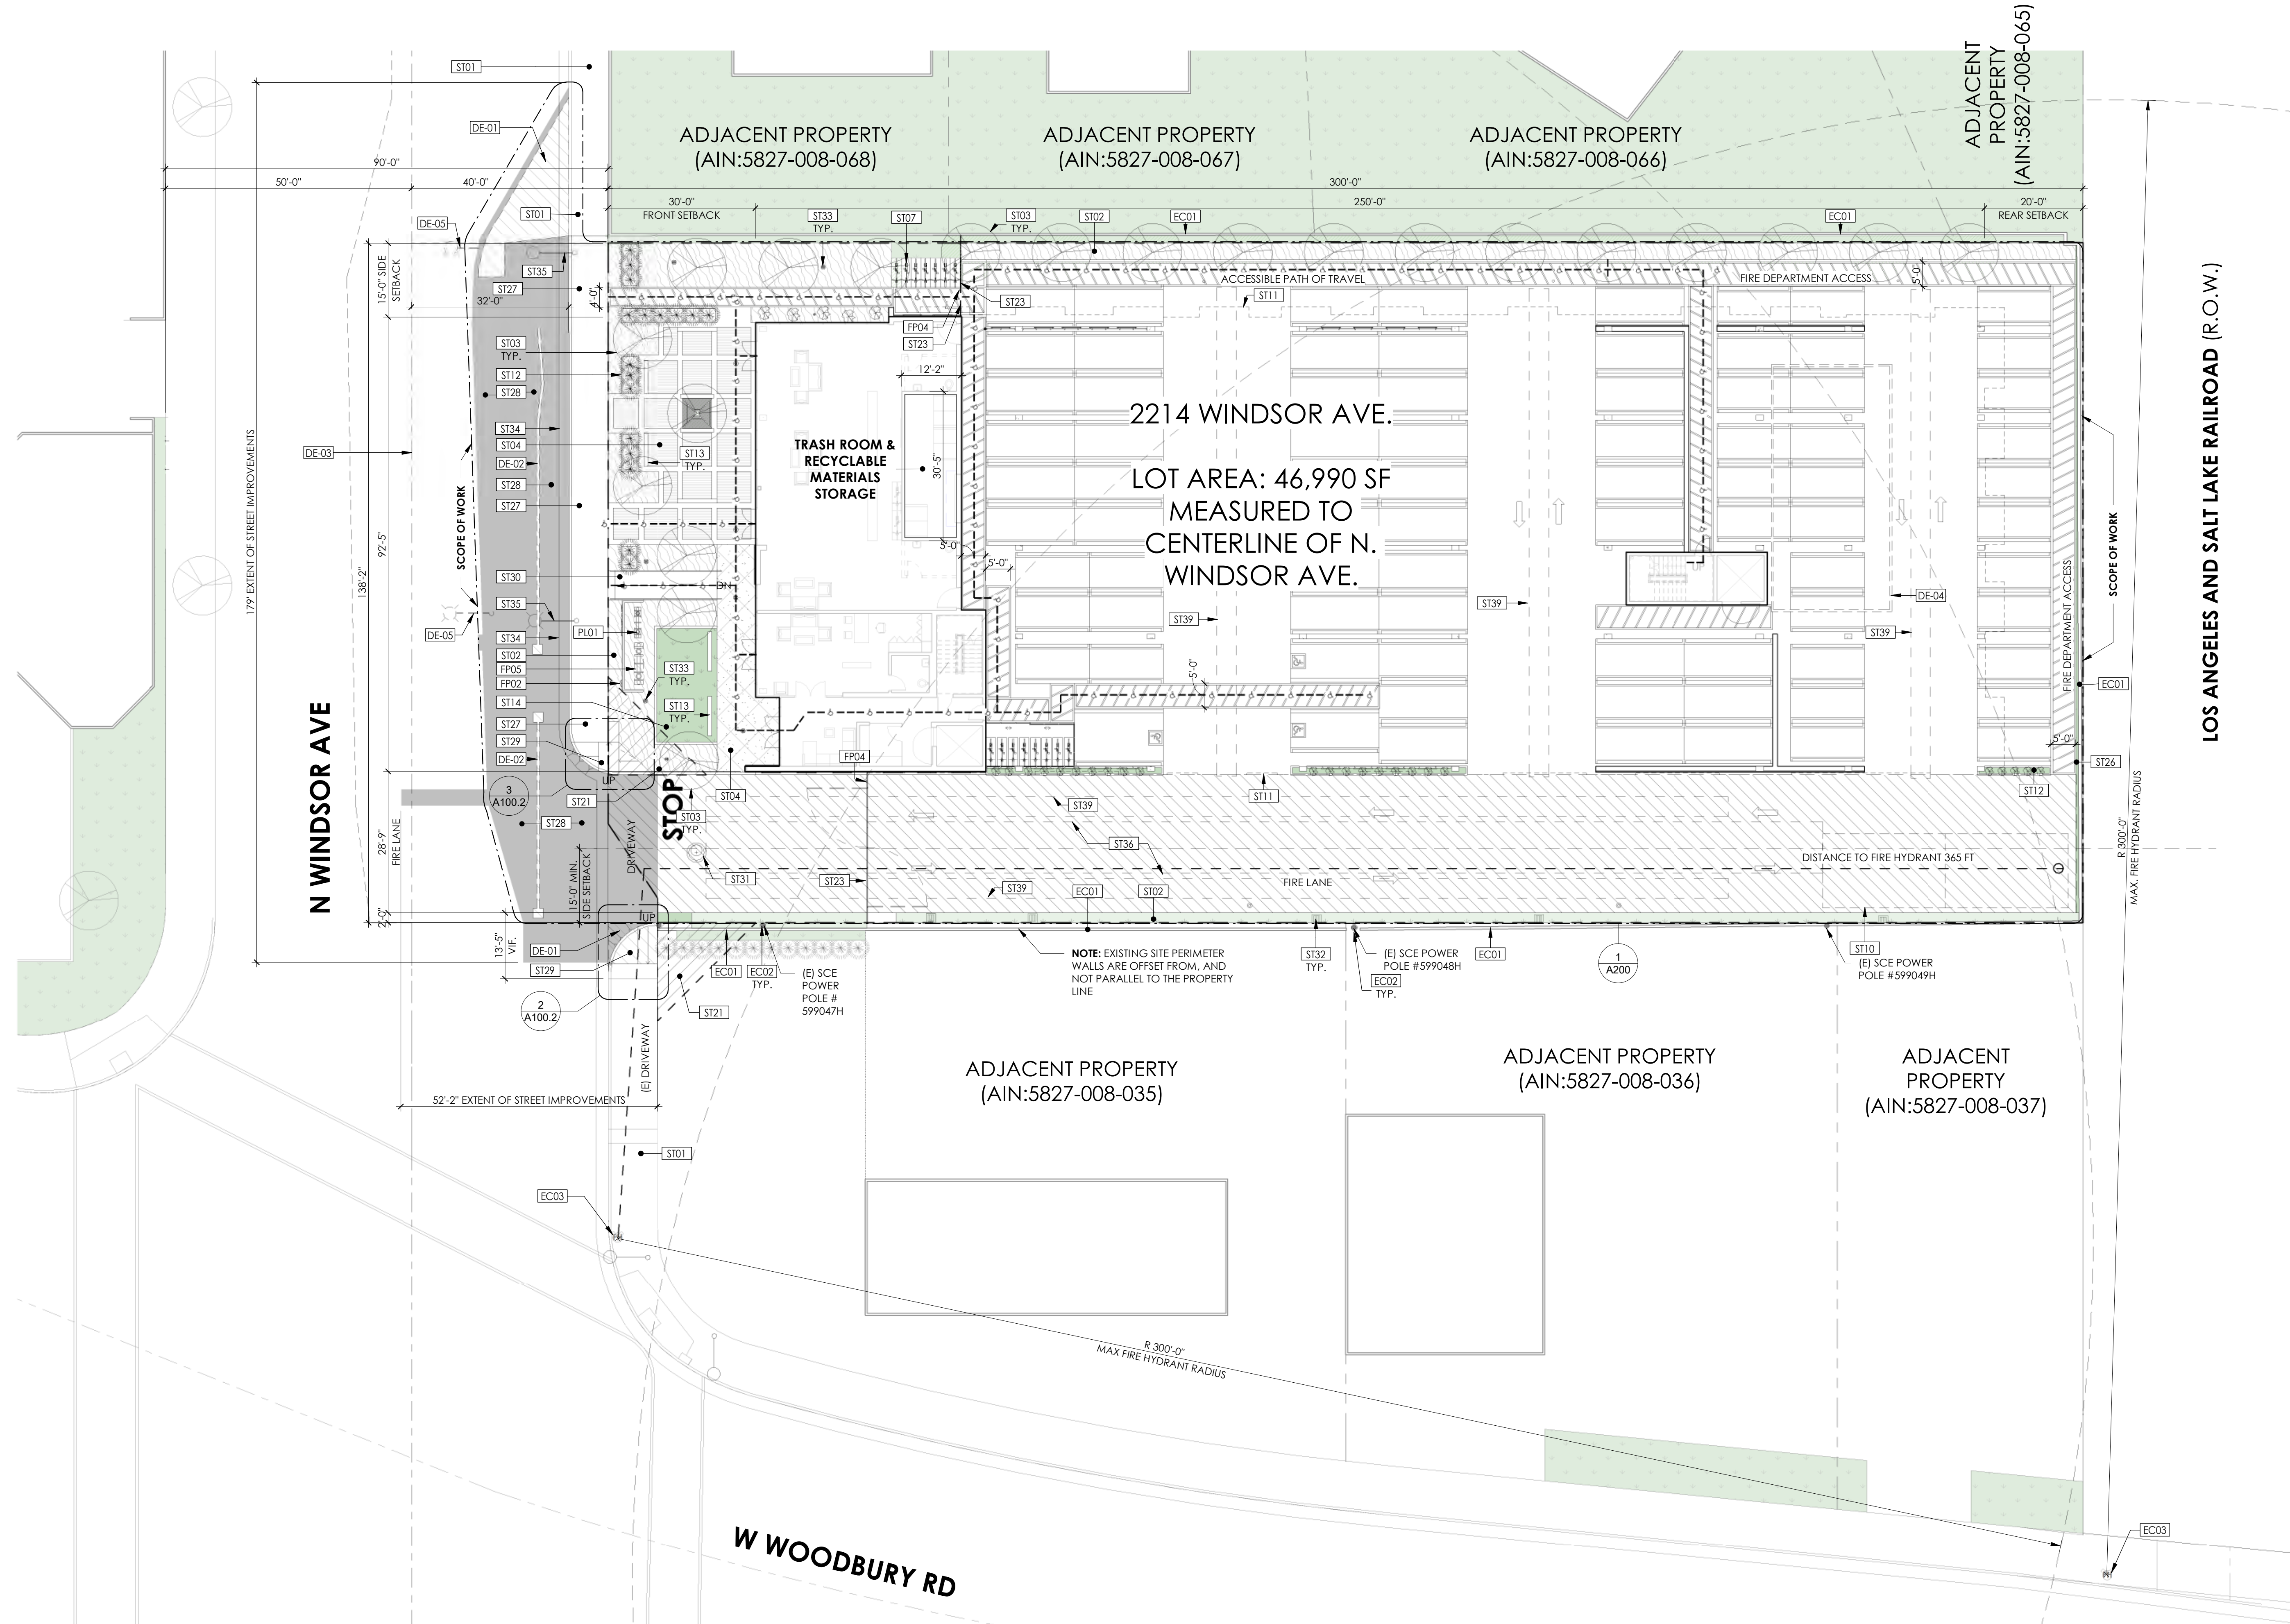 ST01
DE-01
ADJACENT PROPERTY
(AIN:5827-008-068)
ADJACENT PROPERTY
(AIN:5827-008-067)
ADJACENT PROPERTY
(AIN:5827-008-066)
ADJACENT
PROPERTY
(AIN:5827-008-065)
90'-0"
50'-0"
40'-0"
300'-0"
30'-0"
FRONT SETBACK
250'-0"
20'-0"
REAR SETBACK
ST01
DE-05
ST33
TYP.
ST07
ST03
TYP.
ST02
EC01
EC01
15'-0" SIDE
SETBACK
ST35
ST27
32'-0"
4'-0"
ACCESSIBLE PATH OF TRAVEL
FIRE DEPARTMENT ACCESS
5'-0"
ST23
ST11
FP04
ST23
ST03
TYP.
ST12
ST28
12'-2"
ST34
ST04
DE-02
ST28
ST27
DE-03
SCOPE OF WORK
179' EXTENT OF STREET IMPROVEMENTS
138'-2"
92'-5"
ST13
TYP.
TRASH ROOM &
RECYCLABLE
MATERIALS
STORAGE
30'-5"
2214 WINDSOR AVE.
LOT AREA: 46,990 SF
MEASURED TO
CENTERLINE OF N.
WINDSOR AVE.
5'-0"
5'-0"
UP
ST30
DN
ST35
DE-05
ST34
PL01
ST02
FP05
FP02
ST14
ST27
ST29
DE-02
ST33
TYP.
ST13
TYP.
ST39
ST39
ST39
DE-04
5'-0"
FIRE DEPARTMENT ACCESS
SCOPE OF WORK
EC01
5'-0"
ST26
ST12
LOS ANGELES AND SALT LAKE RAILROAD (R.O.W.)
N WINDSOR AVE
3
A100.2
UP
ST21
STOP
ST04
FP04
ST03
TYP.
ST28
DRIVEWAY
28'-9"
FIRE LANE
15'-0" MIN.
SIDE SETBACK
ST31
ST23
ST39
ST36
ST11
ST39
FIRE LANE
EC01
ST02
DISTANCE TO FIRE HYDRANT 365 FT
R 300'-0"
MAX. FIRE HYDRANT RADIUS
UP
13'-5"
VIF.
DE-01
ST29
2
A100.2
EC01
EC02
TYP.
(E) SCE
POWER
POLE #
599047H
ST21
NOTE: EXISTING SITE PERIMETER
WALLS ARE OFFSET FROM, AND
NOT PARALLEL TO THE PROPERTY
LINE
ST32
TYP.
(E) SCE POWER
POLE #599048H
EC02
TYP.
EC01
1
A200
ST10
(E) SCE POWER
POLE #599049H
(E) DRIVEWAY
ADJACENT PROPERTY
(AIN:5827-008-035)
ADJACENT PROPERTY
(AIN:5827-008-036)
ADJACENT
PROPERTY
(AIN:5827-008-037)
52'-2" EXTENT OF STREET IMPROVEMENTS
ST01
EC03
R 300'-0"
MAX FIRE HYDRANT RADIUS
W WOODBURY RD
EC03